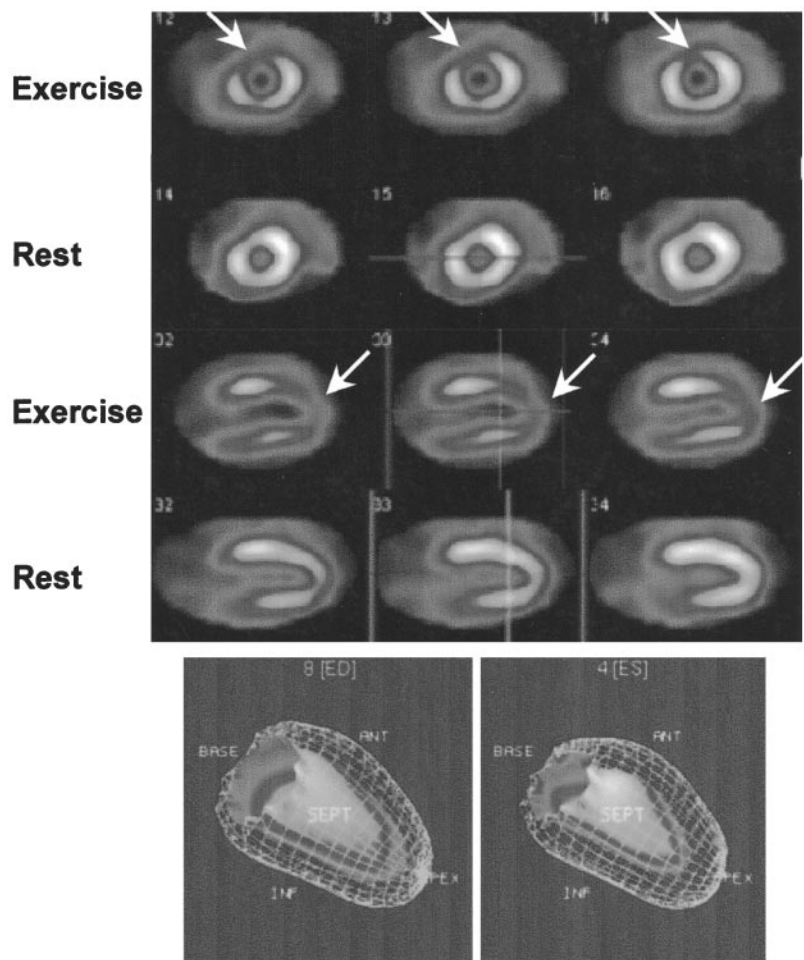 12 13 14
Exercise
14 15 16
Rest
32 33 34
Exercise
32 33 34
Rest
8 [ED] 4 [ES]
ANT ANT
BASE BASE
SEPT SEPT
INF INF